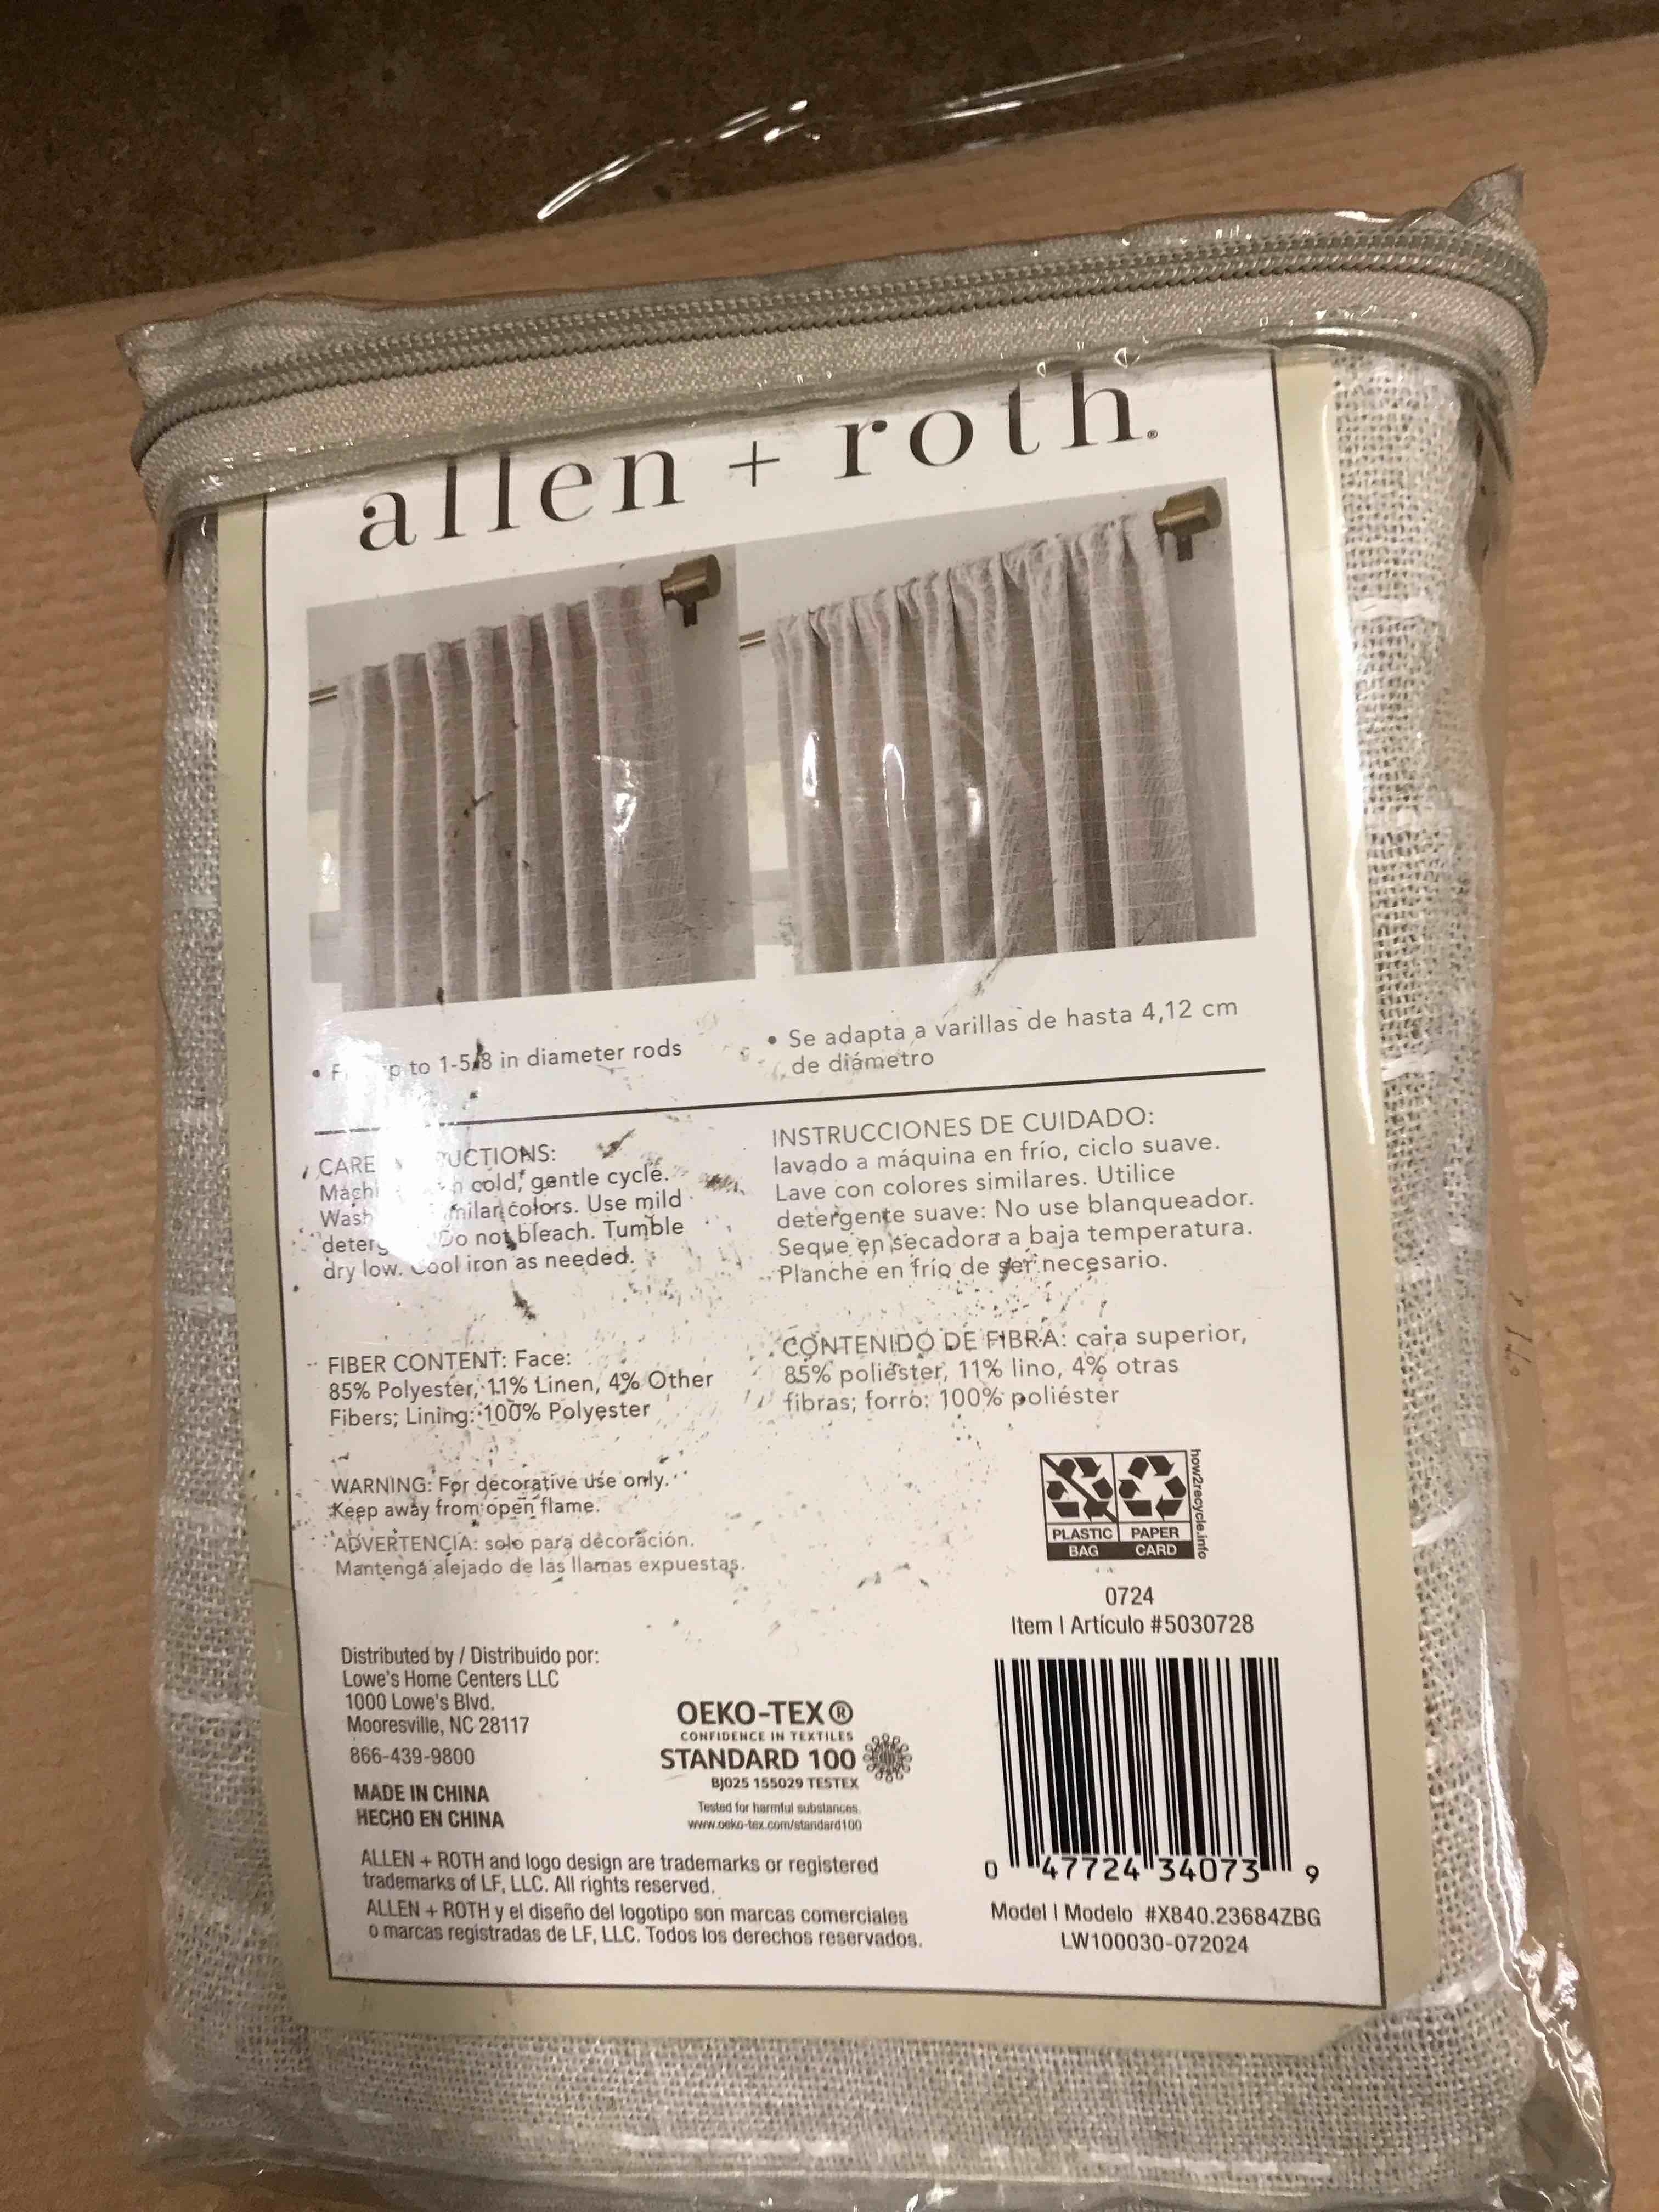 allen + roth®
• p to 1-5/8 in diameter rods
• Se adapta a varillas de hasta 4,12 cm
de diámetro
CARE UCTIONS:
cold, gentle cycle.
Wash colors. Use mild
Do not bleach. Tumble
dry low. Cool iron as needed.
INSTRUCCIONES DE CUIDADO:
lavado a máquina en frío, ciclo suave.
Lave con colores similares. Utilice
detergente suave: No use blanqueador.
Seque en secadora a baja temperatura.
Planche en frío de ser necesario.
FIBER CONTENT: Face:
85% Polyester, 11% Linen, 4% Other
Fibers; Lining: 100% Polyester
CONTENIDO DE FIBRA: cara superior,
85% poliéster, 11% lino, 4% otras
fibras; forro: 100% poliéster
WARNING: For decorative use only.
Keep away from open flame.
ADVERTENCIA: solo para decoración.
Mantenga alejado de las llamas expuestas.
PLASTIC PAPER
BAG CARD
how2recycle.info
0724
Item | Artículo #5030728
Distributed by / Distribuido por:
Lowe's Home Centers LLC
1000 Lowe's Blvd.
Mooresville, NC 28117
866-439-9800
MADE IN CHINA
HECHO EN CHINA
OEKO-TEX®
CONFIDENCE IN TEXTILES
STANDARD 100
BJ025 155029 TESTEX
Tested for harmful substances.
www.oeko-tex.com/standard100
0 47724 34073 9
ALLEN + ROTH and logo design are trademarks or registered
trademarks of LF, LLC. All rights reserved.
ALLEN + ROTH y el diseño del logotipo son marcas comerciales
o marcas registradas de LF, LLC. Todos los derechos reservados.
Model | Modelo #X840.23684ZBG
LW100030-072024